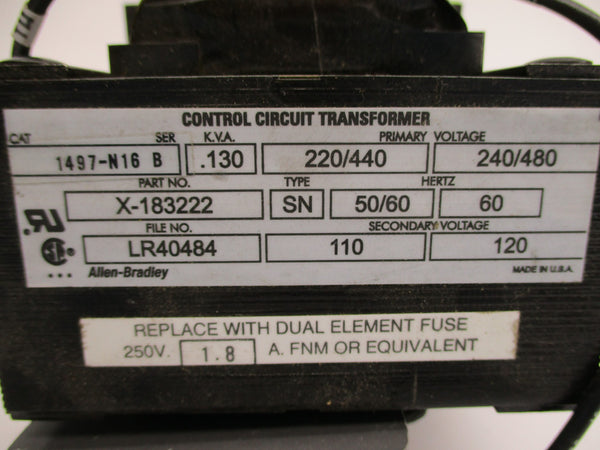 14
CONTROL CIRCUIT TRANSFORMER
CAT SER K.V.A. PRIMARY VOLTAGE
1497-N16 B .130 220/440 240/480
PART NO. TYPE HERTZ
X-183222 SN 50/60 60
FILE NO. SECONDARY VOLTAGE
LR40484 110 120
Allen-Bradley MADE IN U.S.A.
REPLACE WITH DUAL ELEMENT FUSE
250V. 1.8 A. FNM OR EQUIVALENT